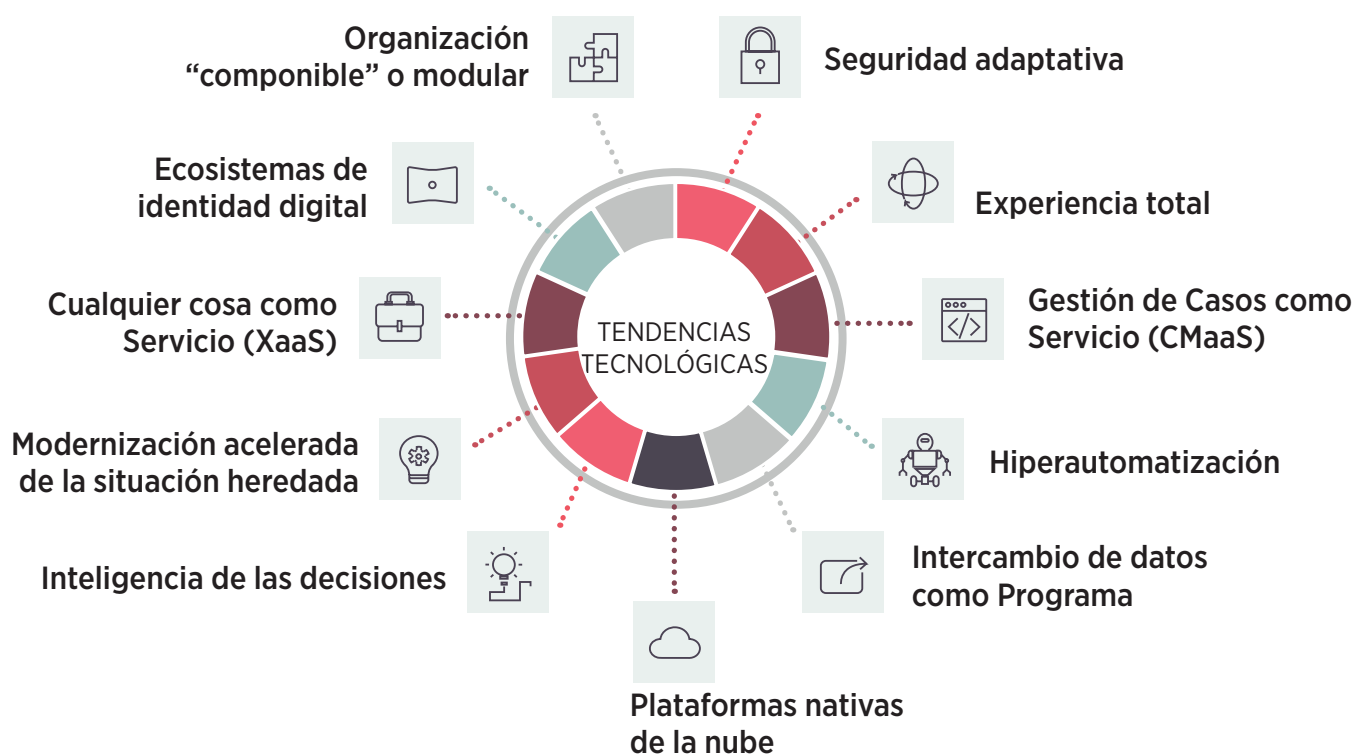 Organización
“componible” o modular
Seguridad adaptativa
Ecosistemas de
identidad digital
Experiencia total
Cualquier cosa como
Servicio (XaaS)
TENDENCIAS
TECNOLÓGICAS
Gestión de Casos como
Servicio (CMaaS)
Modernización acelerada
de la situación heredada
Hiperautomatización
Inteligencia de las decisiones
Intercambio de datos
como Programa
Plataformas nativas
de la nube